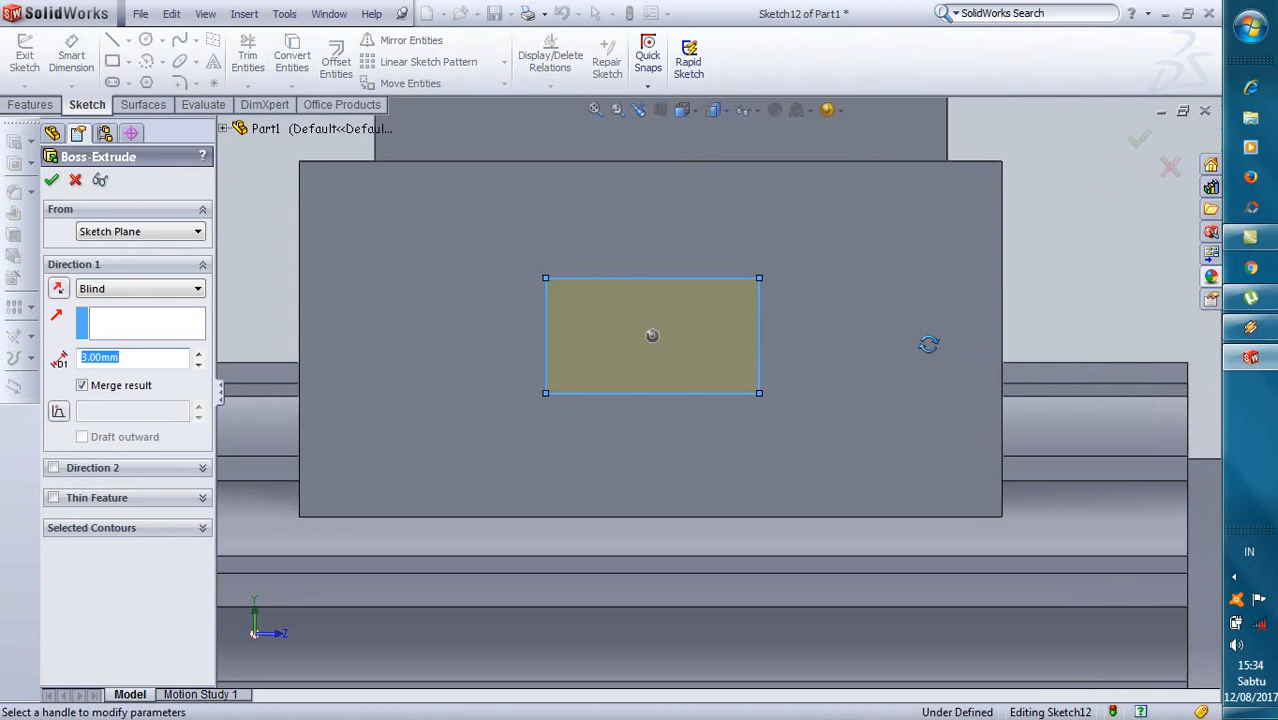 SolidWorks
File
Edit
View
Insert
Tools
Window
Help
Sketch12 of Part1 *
SolidWorks Search
Exit Sketch
Smart Dimension
Trim Entities
Convert Entities
Offset Entities
Mirror Entities
Linear Sketch Pattern
Move Entities
Display/Delete Relations
Repair Sketch
Quick Snaps
Rapid Sketch
Features
Sketch
Surfaces
Evaluate
DimXpert
Office Products
Part1 (Default<<Defaul...
Boss-Extrude
?
From
Sketch Plane
Direction 1
Blind
D1
3.00mm
Merge result
Draft outward
Direction 2
Thin Feature
Selected Contours
Y
Z
IN
15:34
Sabtu
12/08/2017
Model
Motion Study 1
Select a handle to modify parameters
Under Defined
Editing Sketch12